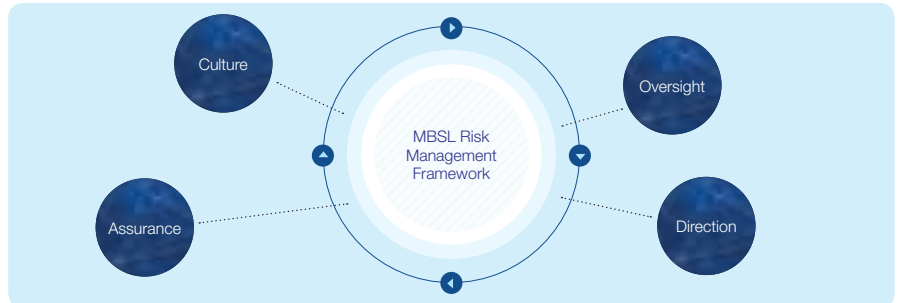 Culture
Oversight
MBSL Risk
Management
Framework
Assurance
Direction